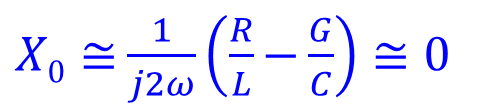 X₀ ≅ 1/(j2ω) (R/L − G/C) ≅ 0